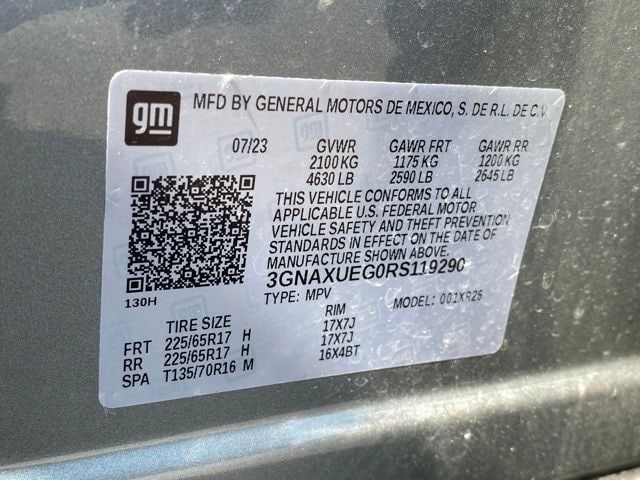 gm
MFD BY GENERAL MOTORS DE MEXICO, S. DE R.L. DE C.V.
07/23 GVWR GAWR FRT GAWR RR
2100 KG 1175 KG 1200 KG
4630 LB 2590 LB 2645 LB
THIS VEHICLE CONFORMS TO ALL
APPLICABLE U.S. FEDERAL MOTOR
VEHICLE SAFETY AND THEFT PREVENTION
STANDARDS IN EFFECT ON THE DATE OF
MANUFACTURE SHOWN ABOVE.
3GNAXUEG0RS119290
130H TYPE: MPV MODEL: 001XR26
TIRE SIZE RIM
FRT 225/65R17 H 17X7J
RR 225/65R17 H 17X7J
SPA T135/70R16 M 16X4BT